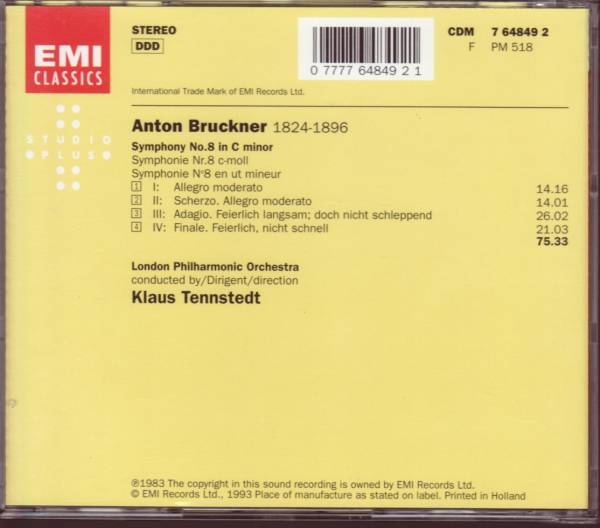 EMI
CLASSICS
STUDIO
PLUS
STEREO
DDD
0 7777 64849 2 1
CDM 7 64849 2
F PM 518
International Trade Mark of EMI Records Ltd.
Anton Bruckner 1824-1896
Symphony No.8 in C minor
Symphonie Nr.8 c-moll
Symphonie N°8 en ut mineur
1 I: Allegro moderato 14.16
2 II: Scherzo. Allegro moderato 14.01
3 III: Adagio. Feierlich langsam; doch nicht schleppend 26.02
4 IV: Finale. Feierlich, nicht schnell 21.03
75.33
London Philharmonic Orchestra
conducted by/Dirigent/direction
Klaus Tennstedt
℗1983 The copyright in this sound recording is owned by EMI Records Ltd.
© EMI Records Ltd., 1993 Place of manufacture as stated on label. Printed in Holland